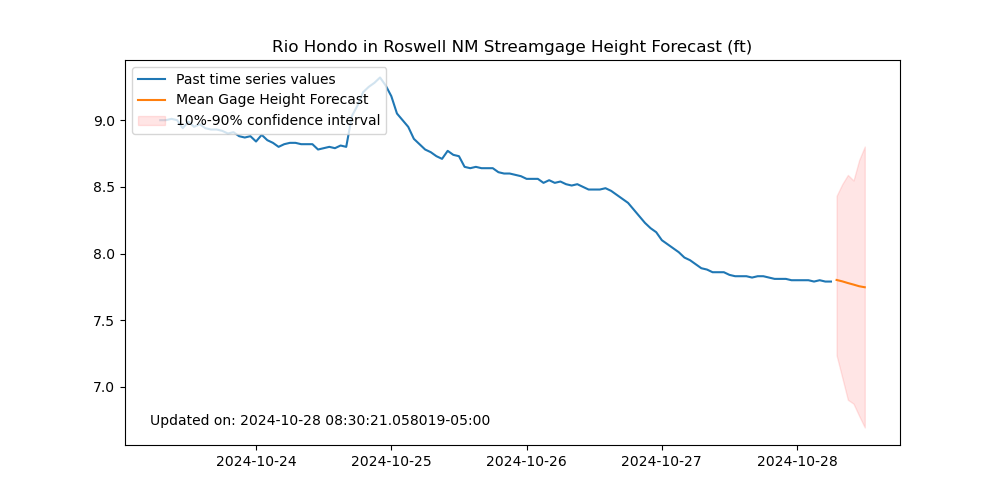 Rio Hondo in Roswell NM Streamgage Height Forecast (ft)
Past time series values
Mean Gage Height Forecast
10%-90% confidence interval
9.0
8.5
8.0
7.5
7.0
Updated on: 2024-10-28 08:30:21.058019-05:00
2024-10-24
2024-10-25
2024-10-26
2024-10-27
2024-10-28